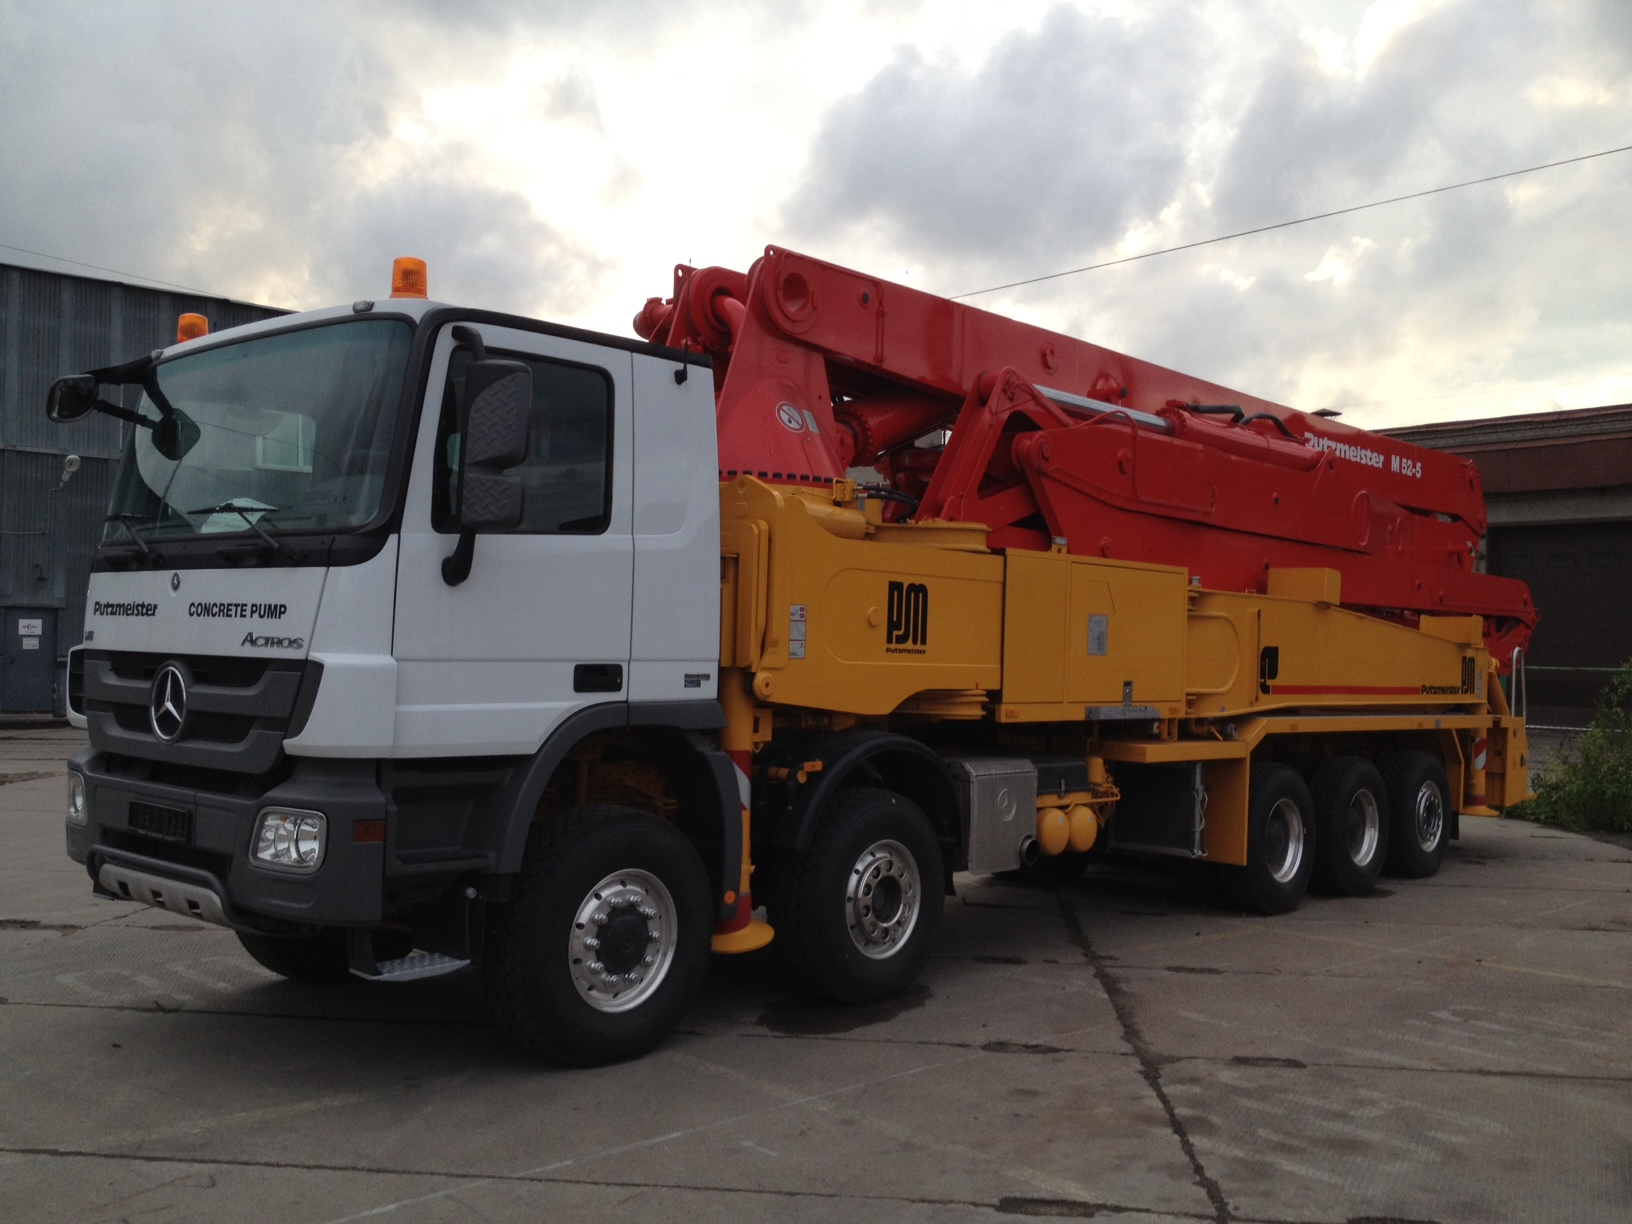 Putzmeister
CONCRETE PUMP
ACTROS
PM
Putzmeister
Putzmeister PM
Putzmeister M 52-5